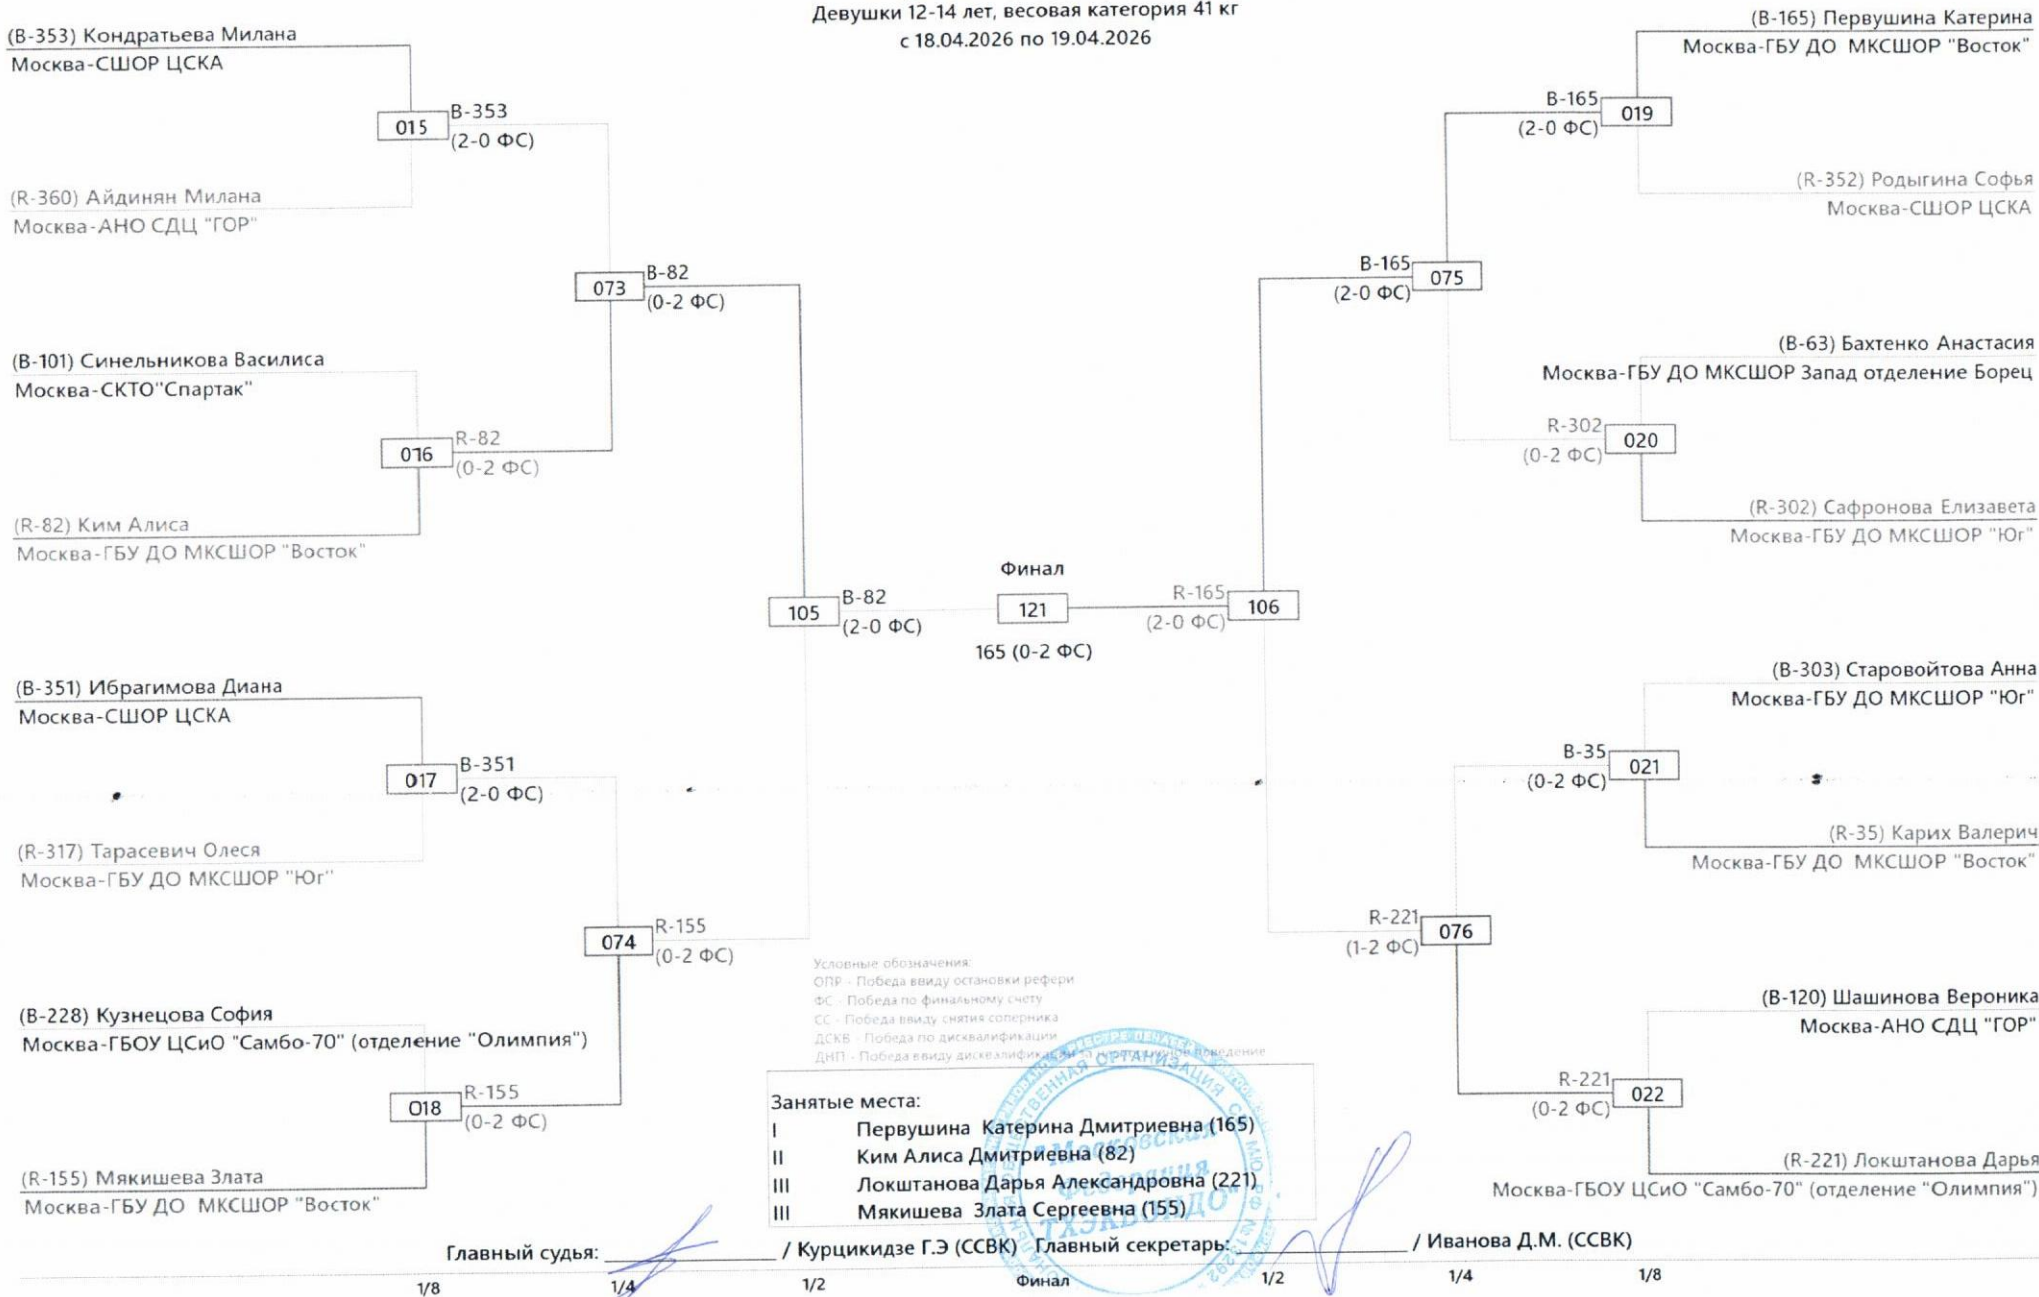 Девушки 12-14 лет, весовая категория 41 кг
с 18.04.2026 по 19.04.2026
(B-353) Кондратьева Милана
Москва-СШОР ЦСКА
015
B-353
(2-0 ФС)
(R-360) Айдинян Милана
Москва-АНО СДЦ "ГОР"
073
B-82
(0-2 ФС)
(B-101) Синельникова Василиса
Москва-СКТО"Спартак"
016
R-82
(0-2 ФС)
(R-82) Ким Алиса
Москва-ГБУ ДО МКСШОР "Восток"
105
B-82
(2-0 ФС)
(B-351) Ибрагимова Диана
Москва-СШОР ЦСКА
017
B-351
(2-0 ФС)
(R-317) Тарасевич Олеся
Москва-ГБУ ДО МКСШОР "Юг"
074
R-155
(0-2 ФС)
(B-228) Кузнецова София
Москва-ГБОУ ЦСиО "Самбо-70" (отделение "Олимпия")
018
R-155
(0-2 ФС)
(R-155) Мякишева Злата
Москва-ГБУ ДО МКСШОР "Восток"
Финал
121
165 (0-2 ФС)
(B-165) Первушина Катерина
Москва-ГБУ ДО МКСШОР "Восток"
B-165
(2-0 ФС)
019
(R-352) Родыгина Софья
Москва-СШОР ЦСКА
B-165
(2-0 ФС)
075
(B-63) Бахтенко Анастасия
Москва-ГБУ ДО МКСШОР Запад отделение Борец
R-302
(0-2 ФС)
020
(R-302) Сафронова Елизавета
Москва-ГБУ ДО МКСШОР "Юг"
R-165
(2-0 ФС)
106
(B-303) Старовойтова Анна
Москва-ГБУ ДО МКСШОР "Юг"
B-35
(0-2 ФС)
021
(R-35) Карих Валерич
Москва-ГБУ ДО МКСШОР "Восток"
R-221
(1-2 ФС)
076
(B-120) Шашинова Вероника
Москва-АНО СДЦ "ГОР"
R-221
(0-2 ФС)
022
(R-221) Локштанова Дарья
Москва-ГБОУ ЦСиО "Самбо-70" (отделение "Олимпия")
Условные обозначения:
ОПР - Победа ввиду остановки рефери
ФС - Победа по финальному счету
СС - Победа ввиду снятия соперника
ДСКВ - Победа по дисквалификации
ДНП - Победа ввиду дисквалификации за поведение
Занятые места:
I Первушина Катерина Дмитриевна (165)
II Ким Алиса Дмитриевна (82)
III Локштанова Дарья Александровна (221)
III Мякишева Злата Сергеевна (155)
"Московская
Федерация
ТХЭКВОНДО"
Главный судья: / Курцикидзе Г.Э (ССВК) Главный секретарь: / Иванова Д.М. (ССВК)
1/8 1/4 1/2 Финал 1/2 1/4 1/8